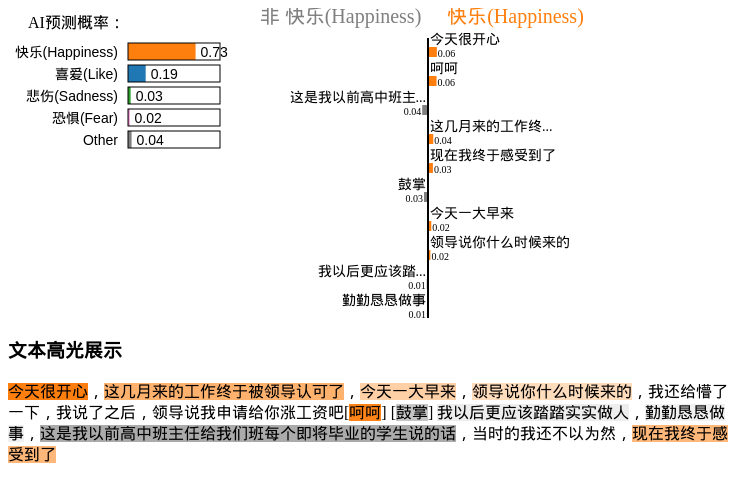 AI预测概率：
快乐(Happiness) 0.73
喜爱(Like) 0.19
悲伤(Sadness) 0.03
恐惧(Fear) 0.02
Other 0.04
非 快乐(Happiness) 快乐(Happiness)
今天很开心
0.06
呵呵
0.06
这是我以前高中班主...
0.04
这几月来的工作终...
0.04
现在我终于感受到了
0.03
鼓掌
0.03
今天一大早来
0.02
领导说你什么时候来的
0.02
我以后更应该踏...
0.01
勤勤恳恳做事
0.01
文本高光展示
今天很开心，这几月来的工作终于被领导认可了，今天一大早来，领导说你什么时候来的，我还给懵了
一下，我说了之后，领导说我申请给你涨工资吧[呵呵] [鼓掌] 我以后更应该踏踏实实做人，勤勤恳恳做
事，这是我以前高中班主任给我们班每个即将毕业的学生说的话，当时的我还不以为然，现在我终于感
受到了